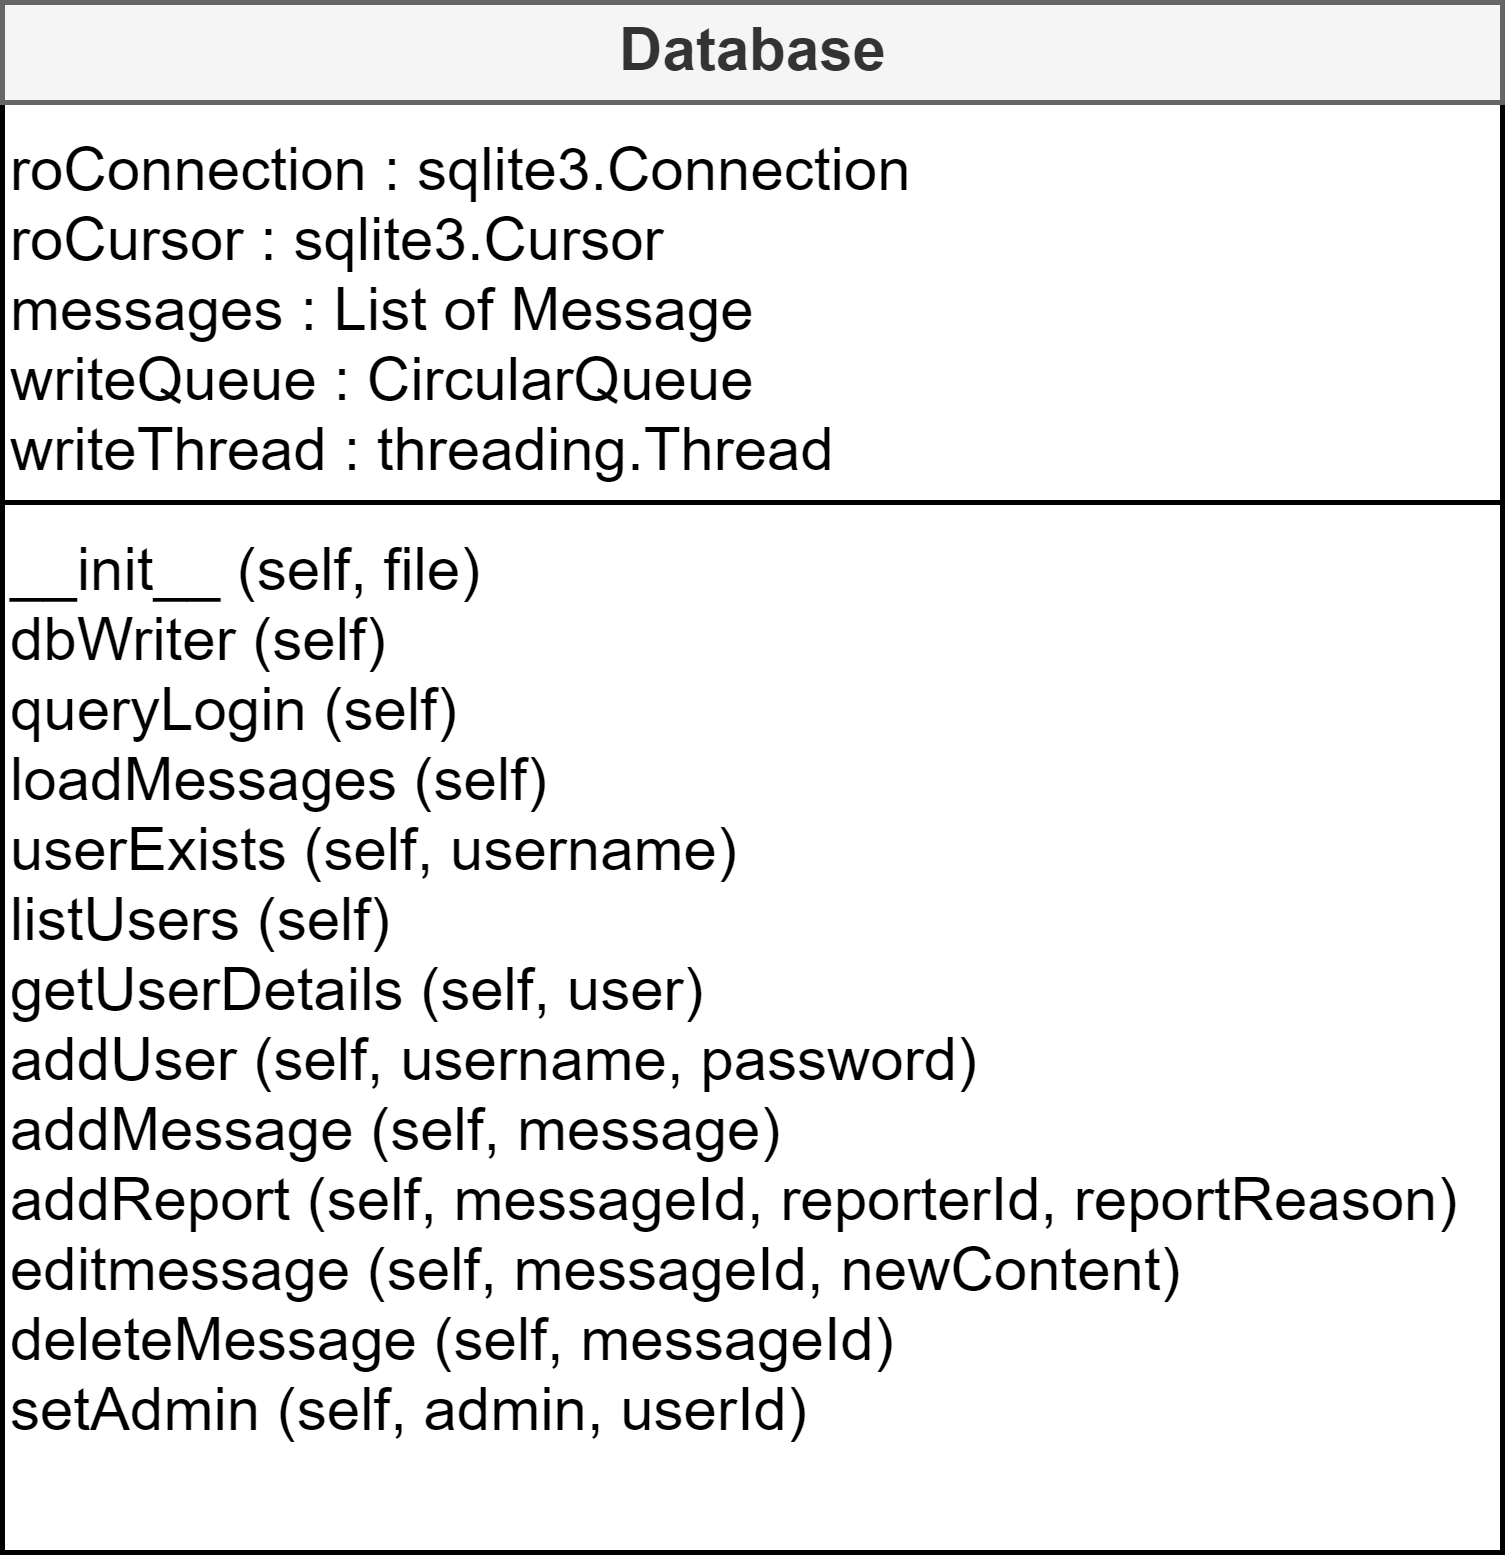 Database
roConnection : sqlite3.Connection
roCursor : sqlite3.Cursor
messages : List of Message
writeQueue : CircularQueue
writeThread : threading.Thread
__init__ (self, file)
dbWriter (self)
queryLogin (self)
loadMessages (self)
userExists (self, username)
listUsers (self)
getUserDetails (self, user)
addUser (self, username, password)
addMessage (self, message)
addReport (self, messageId, reporterId, reportReason)
editmessage (self, messageId, newContent)
deleteMessage (self, messageId)
setAdmin (self, admin, userId)